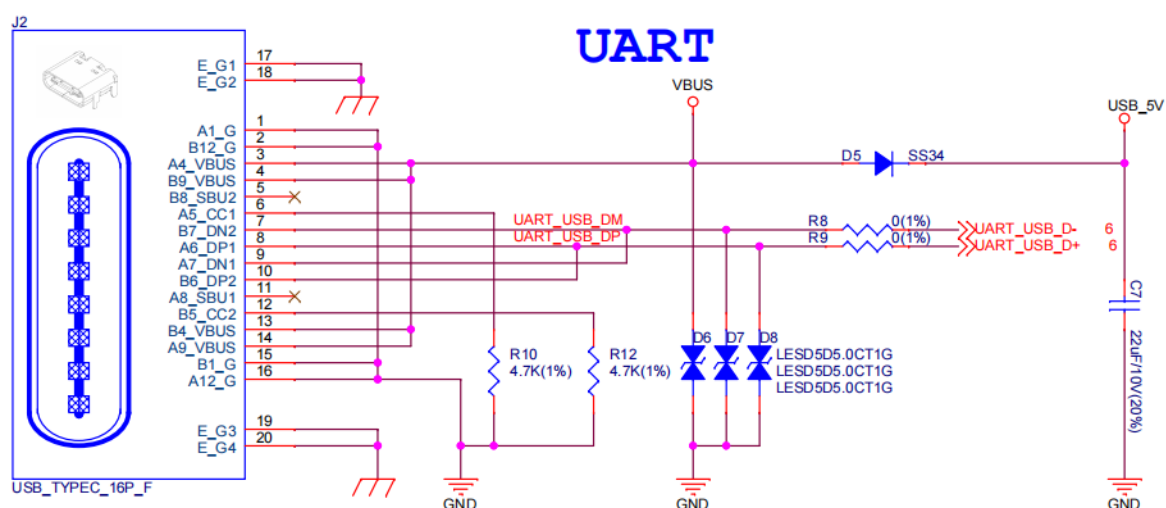 J2
UART
E_G1 17
E_G2 18
VBUS
USB_5V
A1_G 1
B12_G 2
A4_VBUS 3
D5 SS34
B9_VBUS 4
B8_SBU2 5
A5_CC1 6
B7_DN2 7
UART_USB_DM
R8 0(1%)
UART_USB_D- 6
A6_DP1 8
UART_USB_DP
R9 0(1%)
UART_USB_D+ 6
A7_DN1 9
B6_DP2 10
A8_SBU1 11
B5_CC2 12
B4_VBUS 13
A9_VBUS 14
B1_G 15
A12_G 16
C7
22uF/10V(20%)
D6 D7 D8
R10
4.7K(1%)
R12
4.7K(1%)
LESD5D5.0CT1G
LESD5D5.0CT1G
LESD5D5.0CT1G
E_G3 19
E_G4 20
USB_TYPEC_16P_F
GND
GND
GND